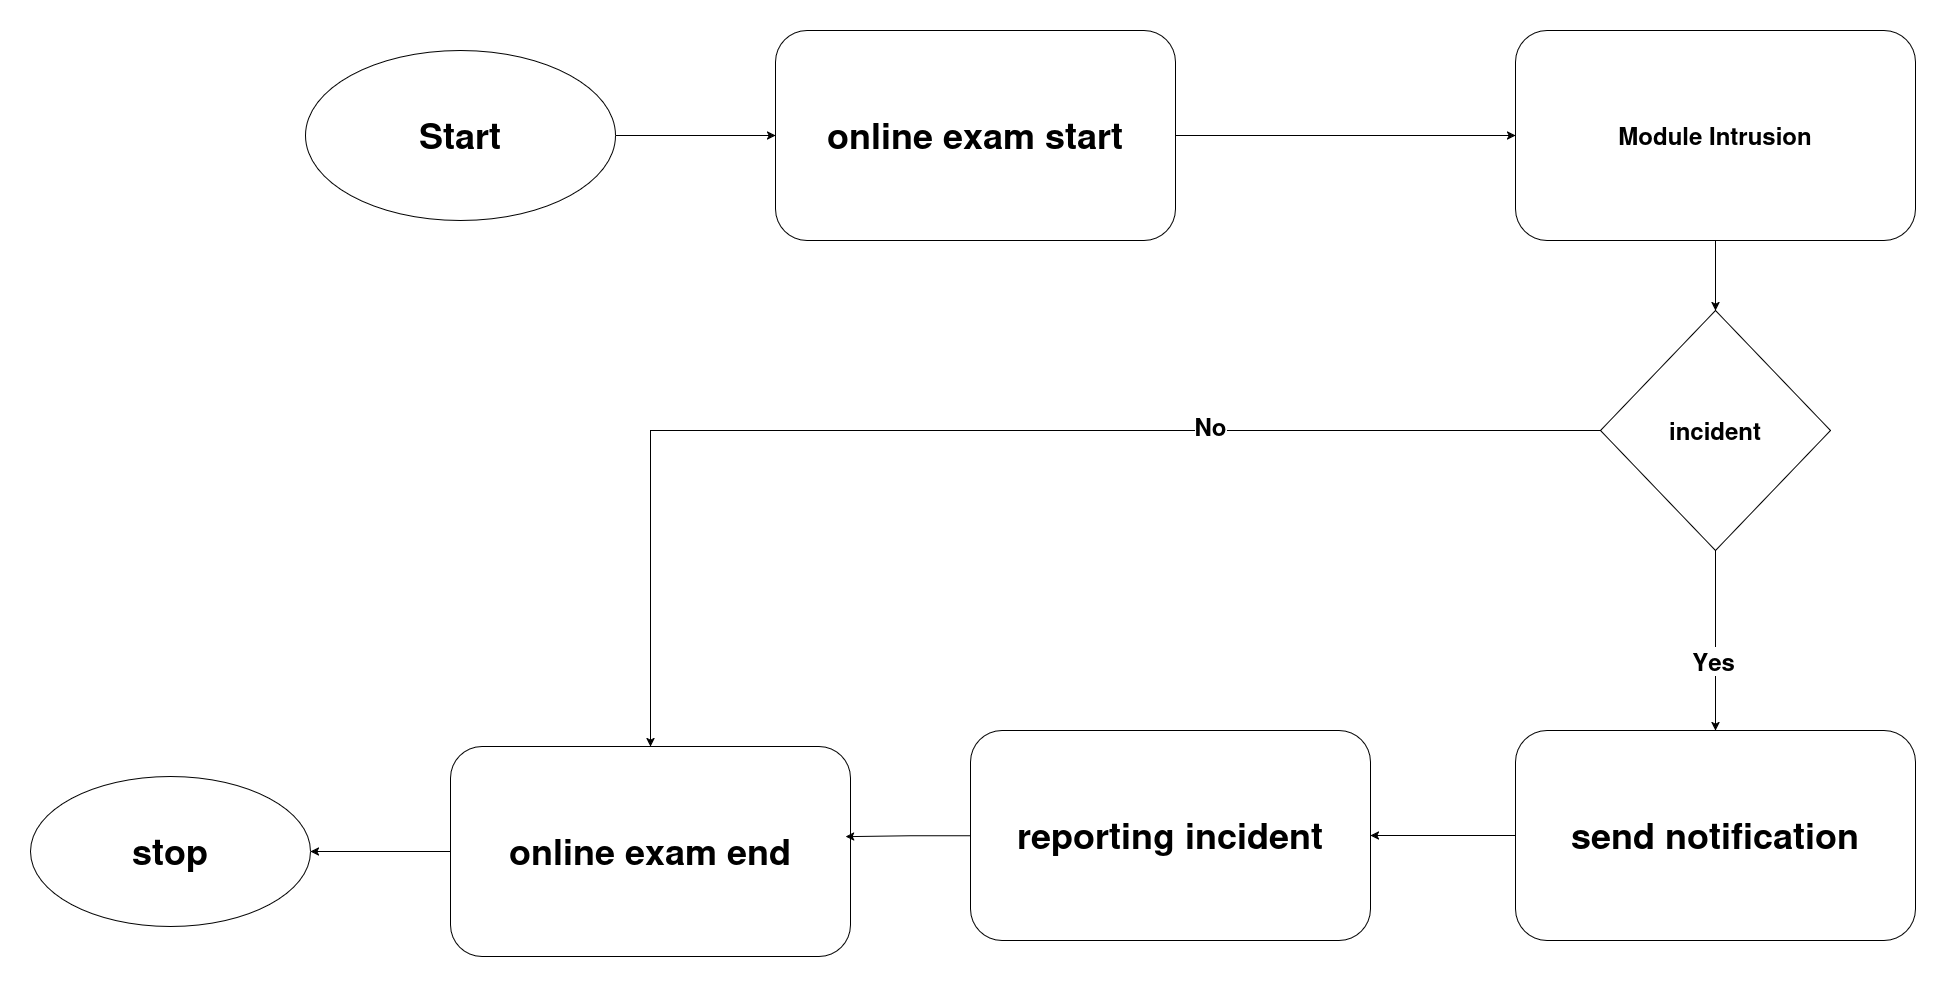 Start
online exam start
Module Intrusion
incident
No
Yes
send notification
reporting incident
online exam end
stop